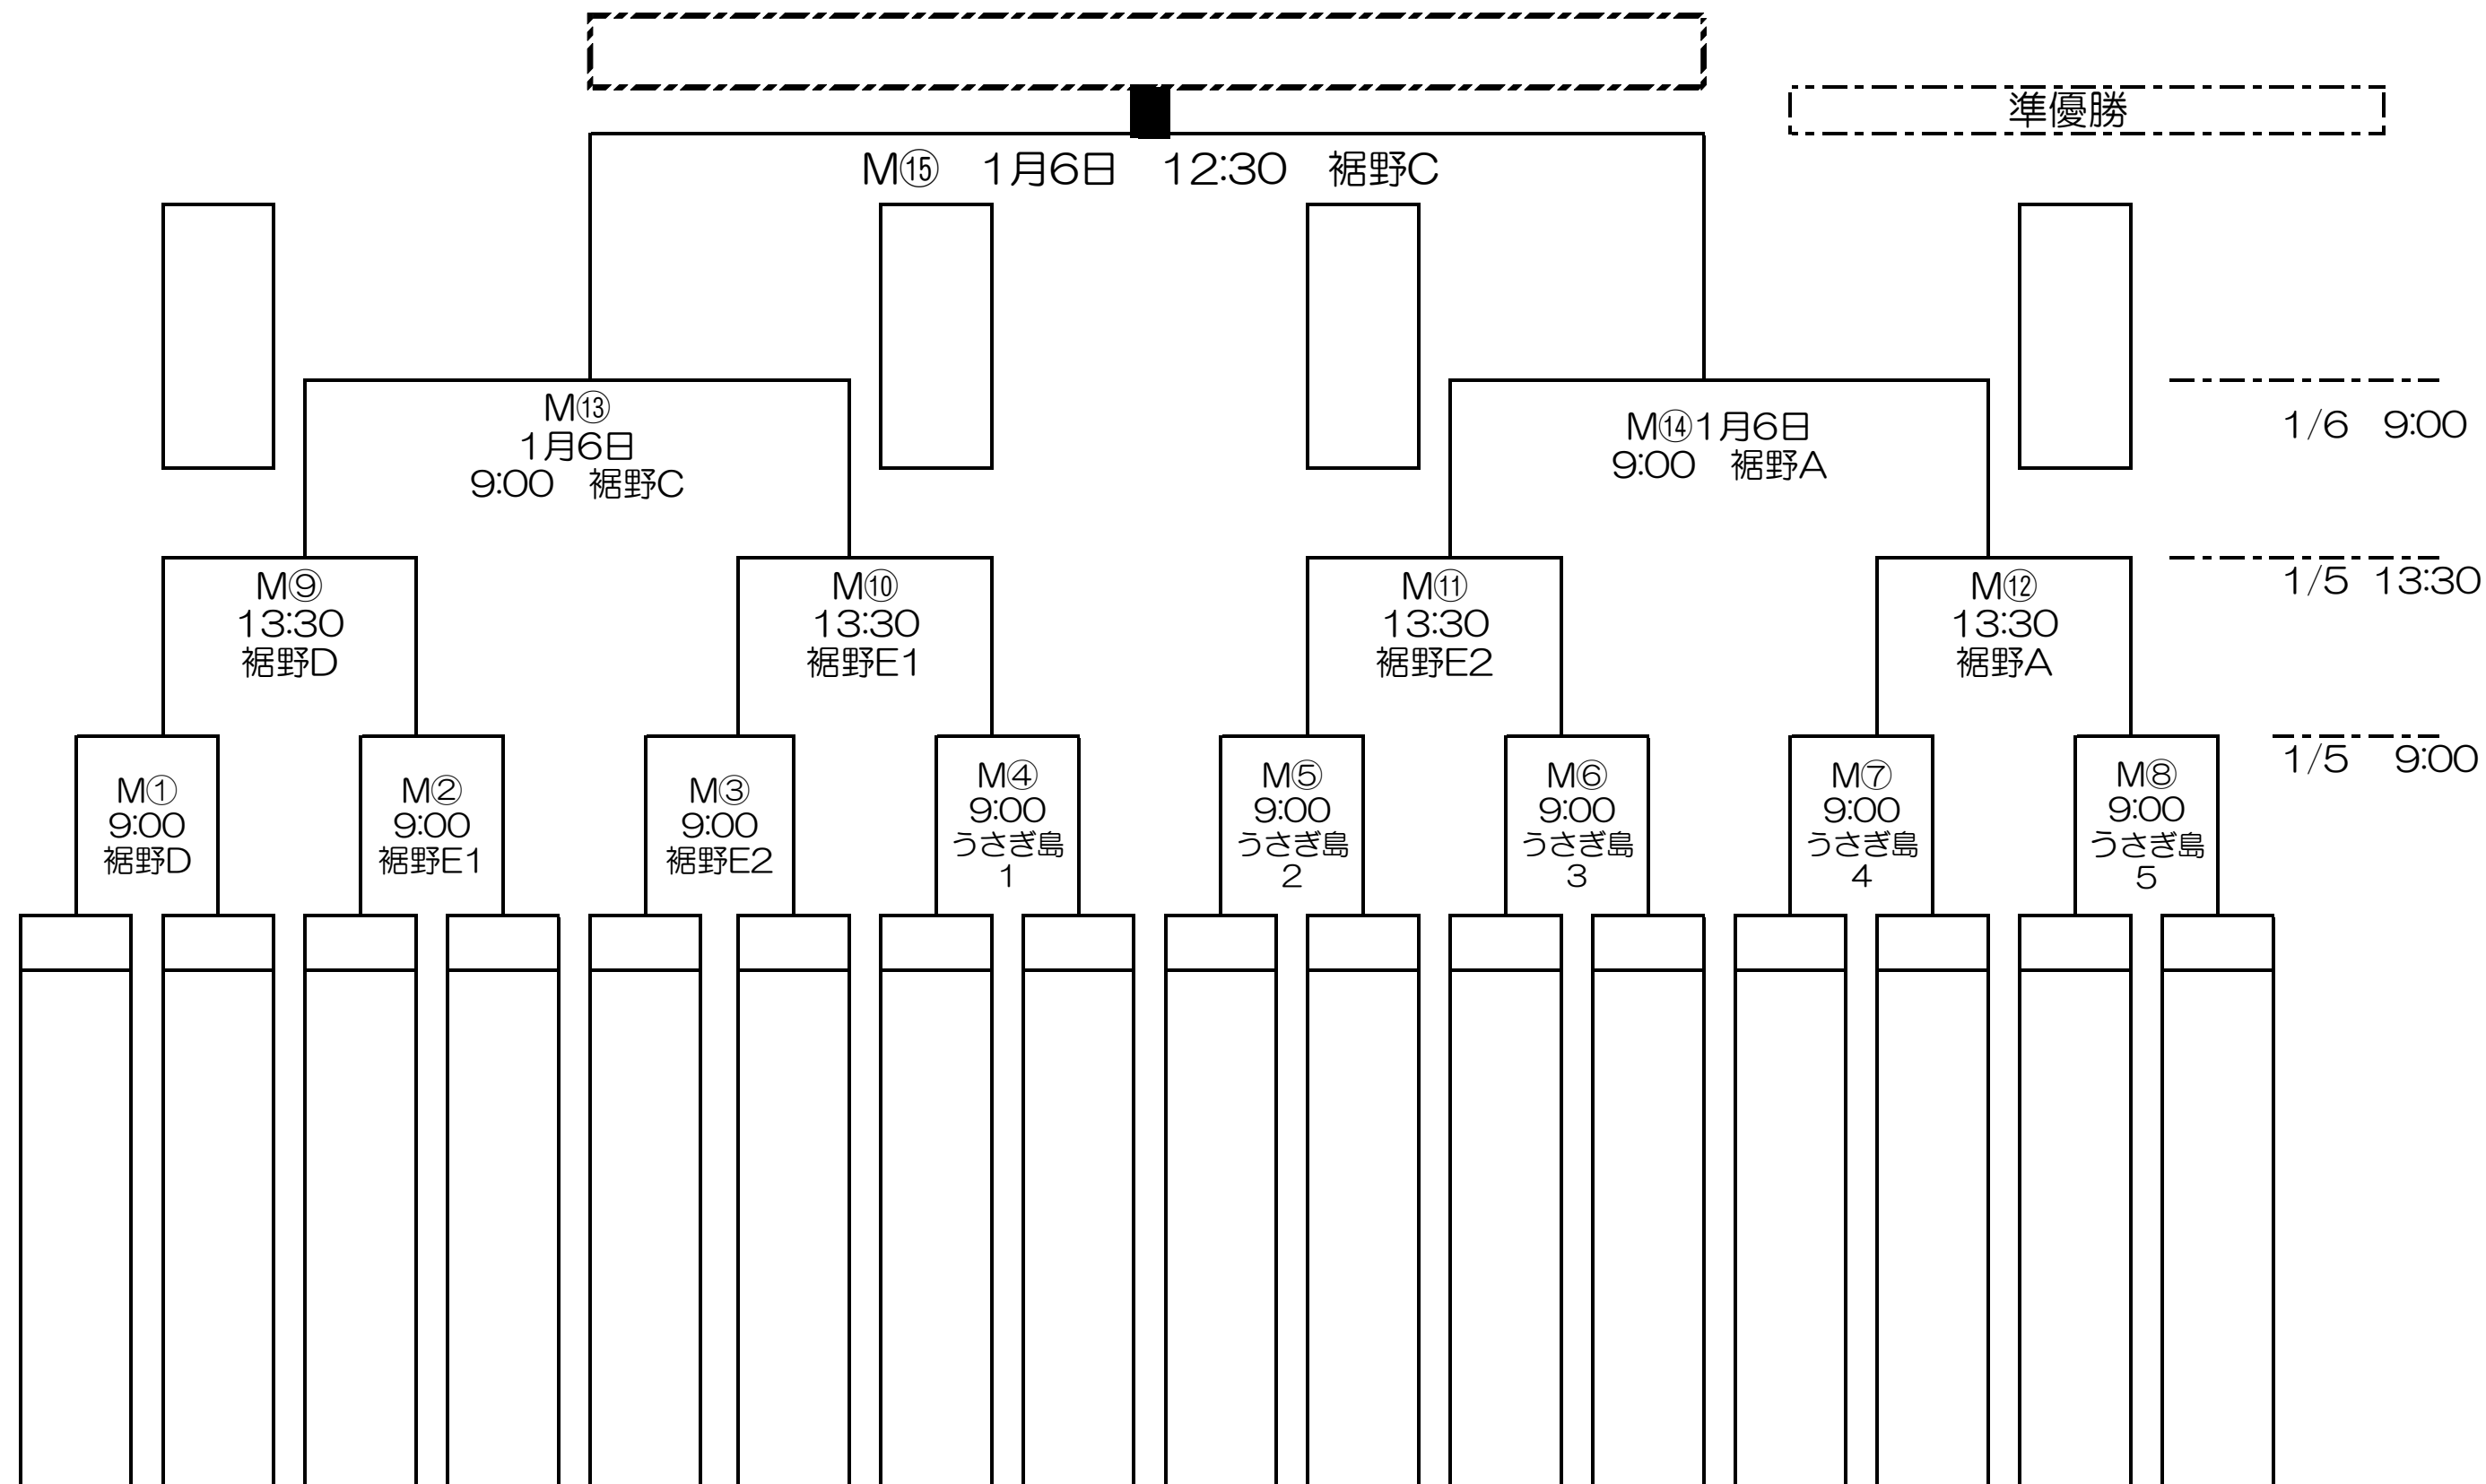 準優勝
M⑮　1月6日　12:30　裾野C
M⑬
1月6日
9:00　裾野C
M⑭1月6日
9:00　裾野A
1/6　9:00
M⑨
13:30
裾野D
M⑩
13:30
裾野E1
M⑪
13:30
裾野E2
M⑫
13:30
裾野A
1/5 13:30
M①
9:00
裾野D
M②
9:00
裾野E1
M③
9:00
裾野E2
M④
9:00
うさぎ島
1
M⑤
9:00
うさぎ島
2
M⑥
9:00
うさぎ島
3
M⑦
9:00
うさぎ島
4
M⑧
9:00
うさぎ島
5
1/5　9:00